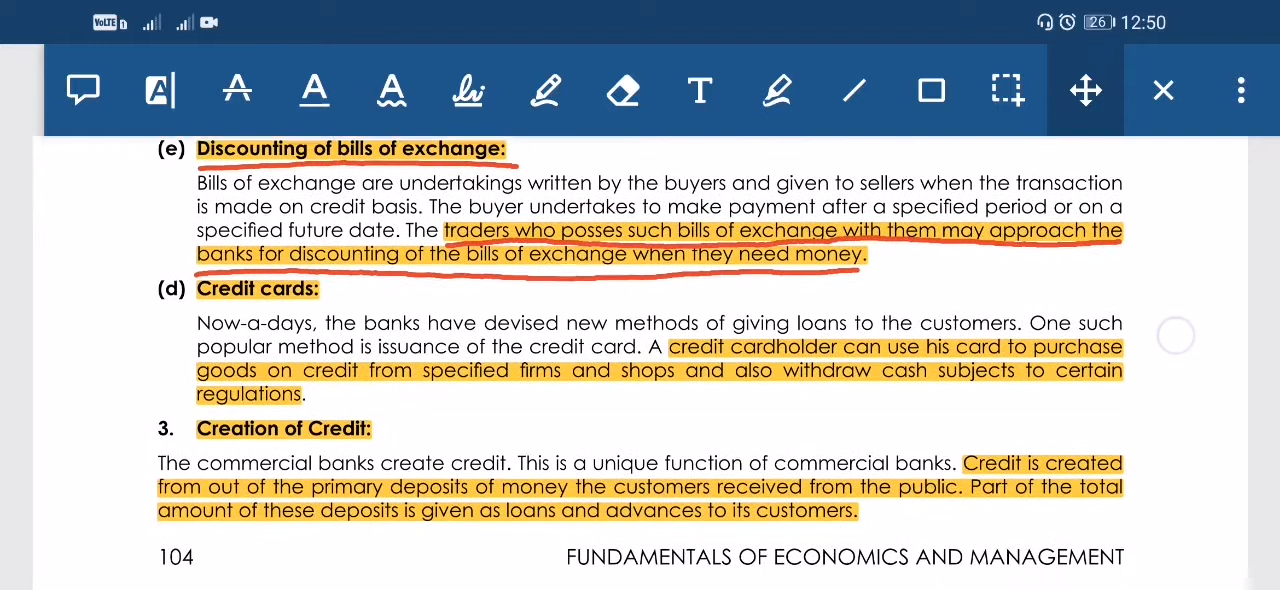 VoLTE 1 26 12:50
A A A T
(e) Discounting of bills of exchange:
Bills of exchange are undertakings written by the buyers and given to sellers when the transaction
is made on credit basis. The buyer undertakes to make payment after a specified period or on a
specified future date. The traders who posses such bills of exchange with them may approach the
banks for discounting of the bills of exchange when they need money.
(d) Credit cards:
Now-a-days, the banks have devised new methods of giving loans to the customers. One such
popular method is issuance of the credit card. A credit cardholder can use his card to purchase
goods on credit from specified firms and shops and also withdraw cash subjects to certain
regulations.
3. Creation of Credit:
The commercial banks create credit. This is a unique function of commercial banks. Credit is created
from out of the primary deposits of money the customers received from the public. Part of the total
amount of these deposits is given as loans and advances to its customers.
104 FUNDAMENTALS OF ECONOMICS AND MANAGEMENT